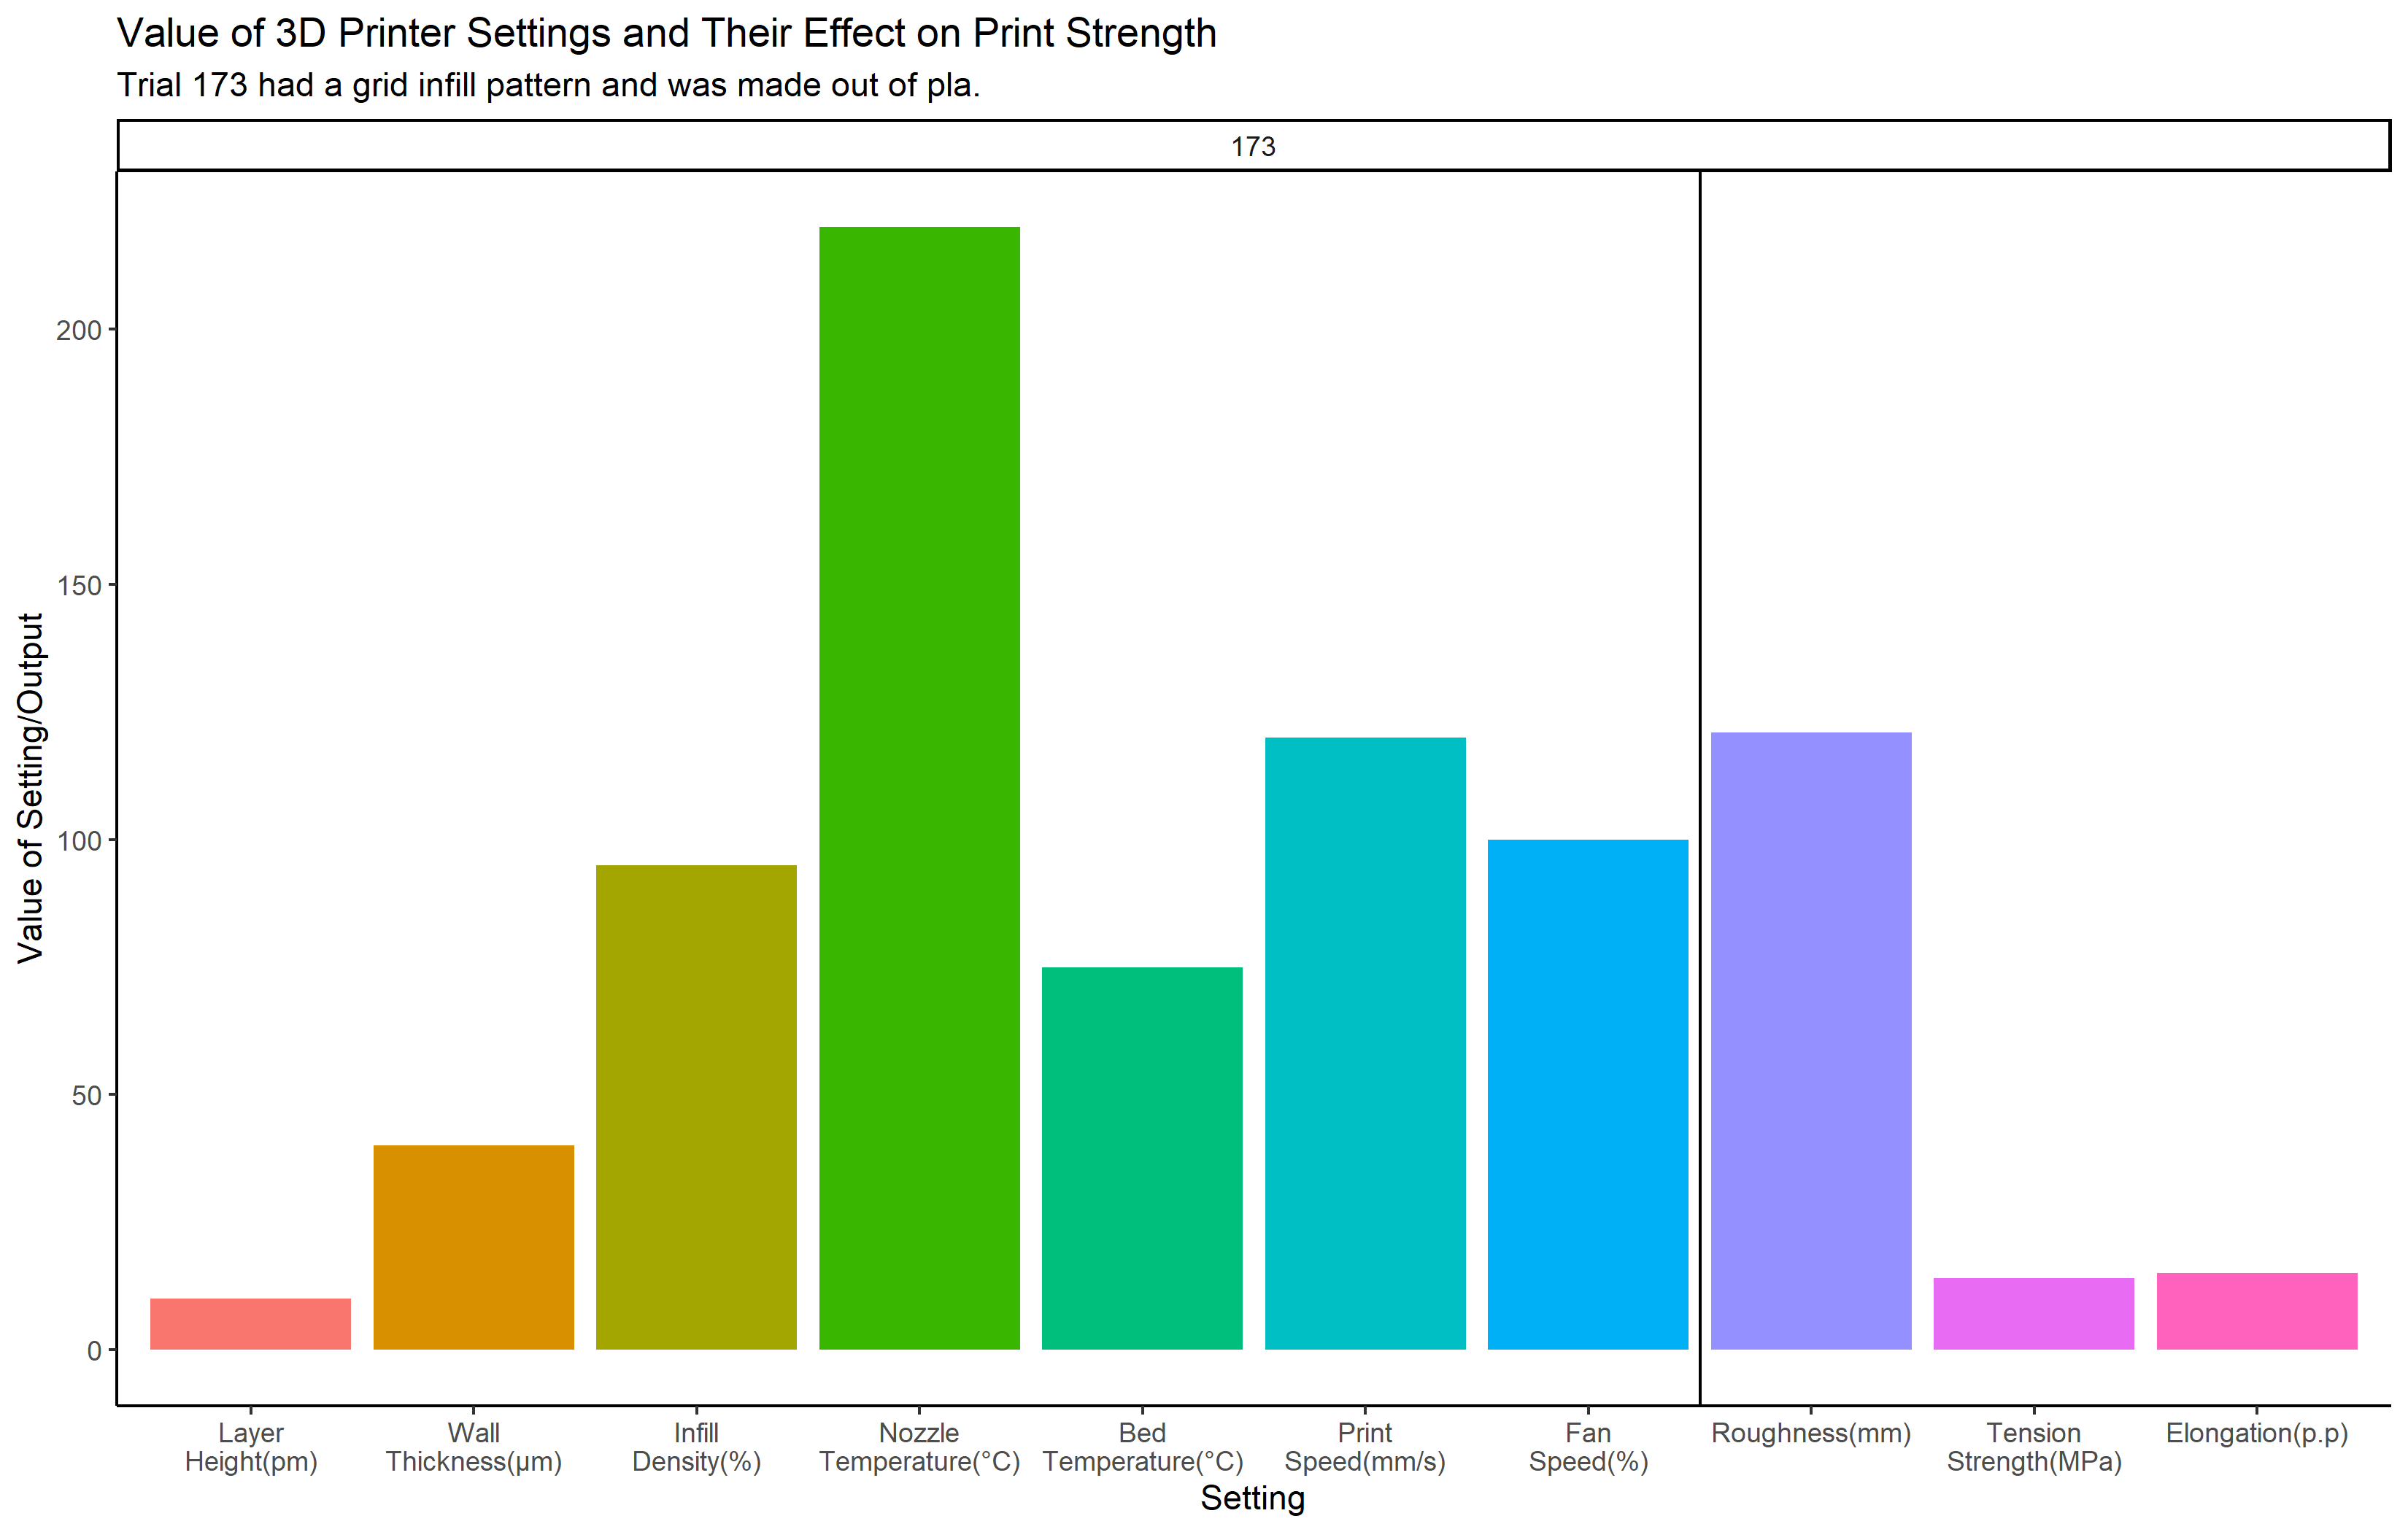 Value of 3D Printer Settings and Their Effect on Print Strength
Trial 173 had a grid infill pattern and was made out of pla.
173
Value of Setting/Output
200
150
100
50
0
Layer
Height(pm)
Wall
Thickness(µm)
Infill
Density(%)
Nozzle
Temperature(°C)
Bed
Temperature(°C)
Print
Speed(mm/s)
Fan
Speed(%)
Roughness(mm)
Tension
Strength(MPa)
Elongation(p.p)
Setting